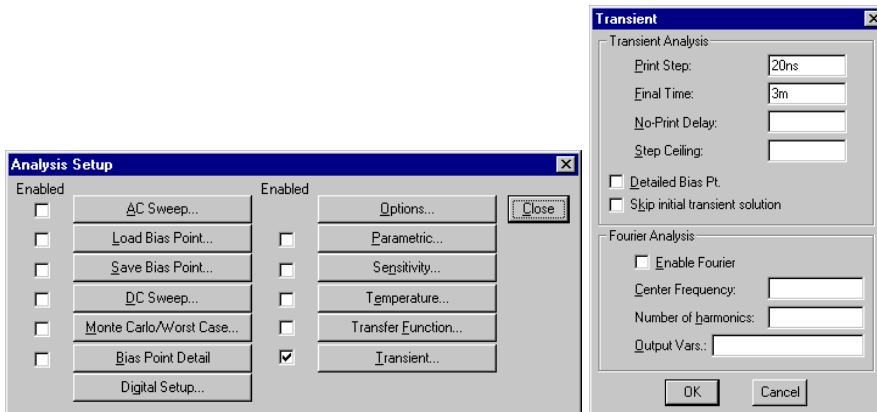 Analysis Setup
Enabled Enabled
AC Sweep... Options... Close
Load Bias Point... Parametric...
Save Bias Point... Sensitivity...
DC Sweep... Temperature...
Monte Carlo/Worst Case... Transfer Function...
Bias Point Detail Transient...
Digital Setup...
Transient
Transient Analysis
Print Step: 20ns
Final Time: 3m
No-Print Delay:
Step Ceiling:
Detailed Bias Pt.
Skip initial transient solution
Fourier Analysis
Enable Fourier
Center Frequency:
Number of harmonics:
Output Vars.:
OK Cancel